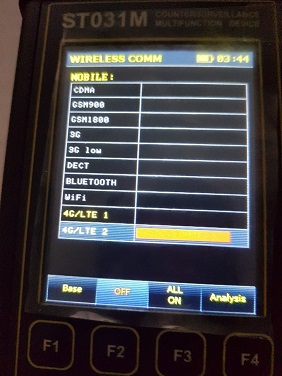 ST031M COUNTERSURVEILLANCE
MULTIFUNCTION DEVICE
WIRELESS COMM 03:44
MOBILE:
CDMA
GSM900
GSM1800
3G
3G low
DECT
BLUETOOTH
WiFi
4G/LTE 1
4G/LTE 2
Base OFF ALL ON Analysis
F1 F2 F3 F4